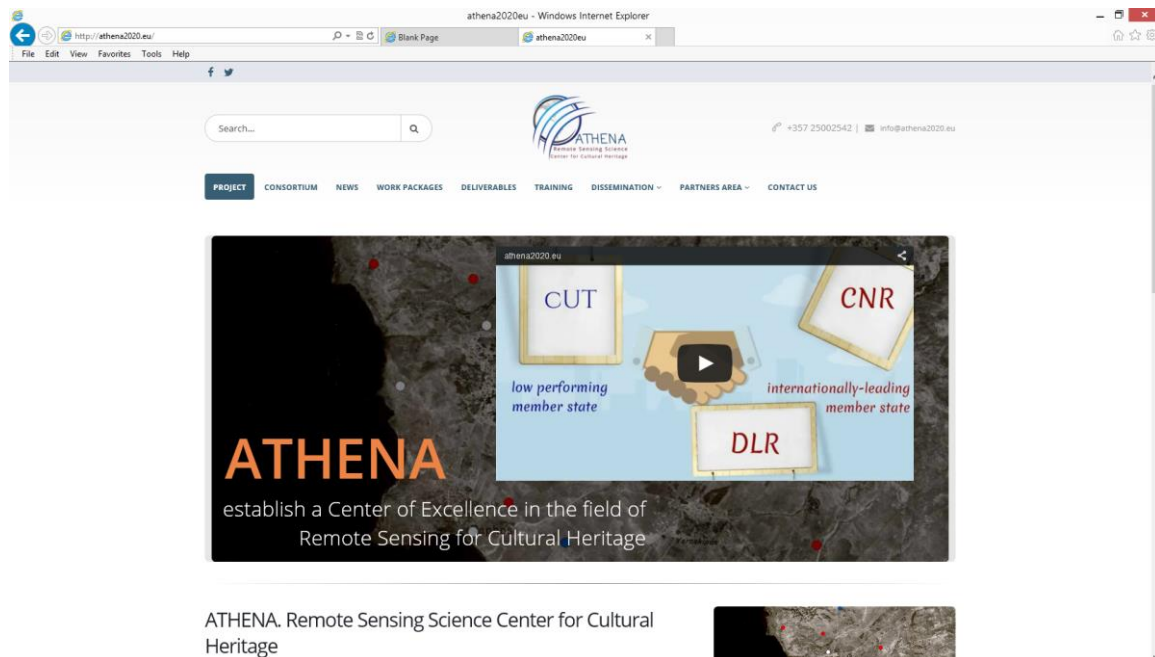 athena2020eu - Windows Internet Explorer
http://athena2020.eu/
Blank Page
athena2020eu
File Edit View Favorites Tools Help
Search...
ATHENA
Remote Sensing Science
Center for Cultural Heritage
+357 25002542 | info@athena2020.eu
PROJECT CONSORTIUM NEWS WORK PACKAGES DELIVERABLES TRAINING DISSEMINATION PARTNERS AREA CONTACT US
athena2020.eu
CUT
CNR
low performing
member state
internationally-leading
member state
DLR
ATHENA
establish a Center of Excellence in the field of
Remote Sensing for Cultural Heritage
ATHENA. Remote Sensing Science Center for Cultural
Heritage